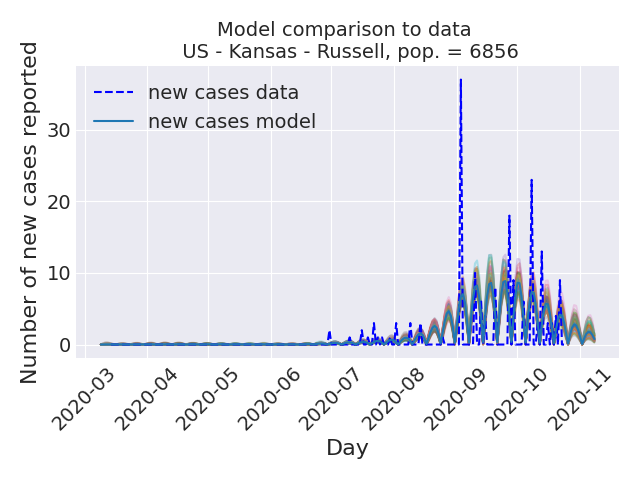 Model comparison to data
US - Kansas - Russell, pop. = 6856
new cases data
new cases model
Number of new cases reported
30
20
10
0
2020-03
2020-04
2020-05
2020-06
2020-07
2020-08
2020-09
2020-10
2020-11
Day